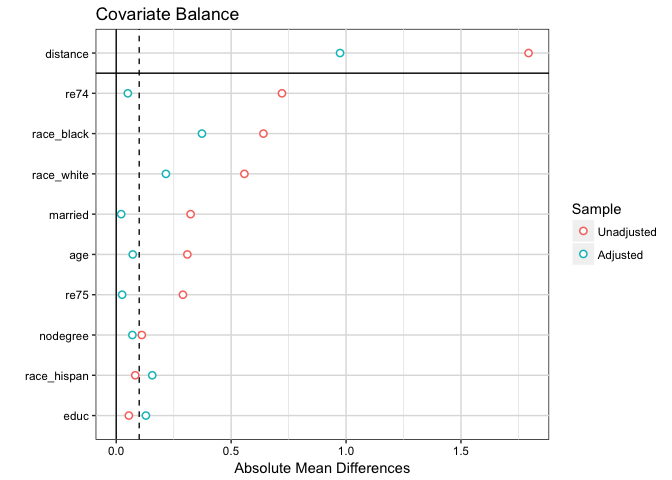 Covariate Balance
distance
re74
race_black
race_white
married
age
re75
nodegree
race_hispan
educ
0.0 0.5 1.0 1.5
Absolute Mean Differences
Sample
Unadjusted
Adjusted